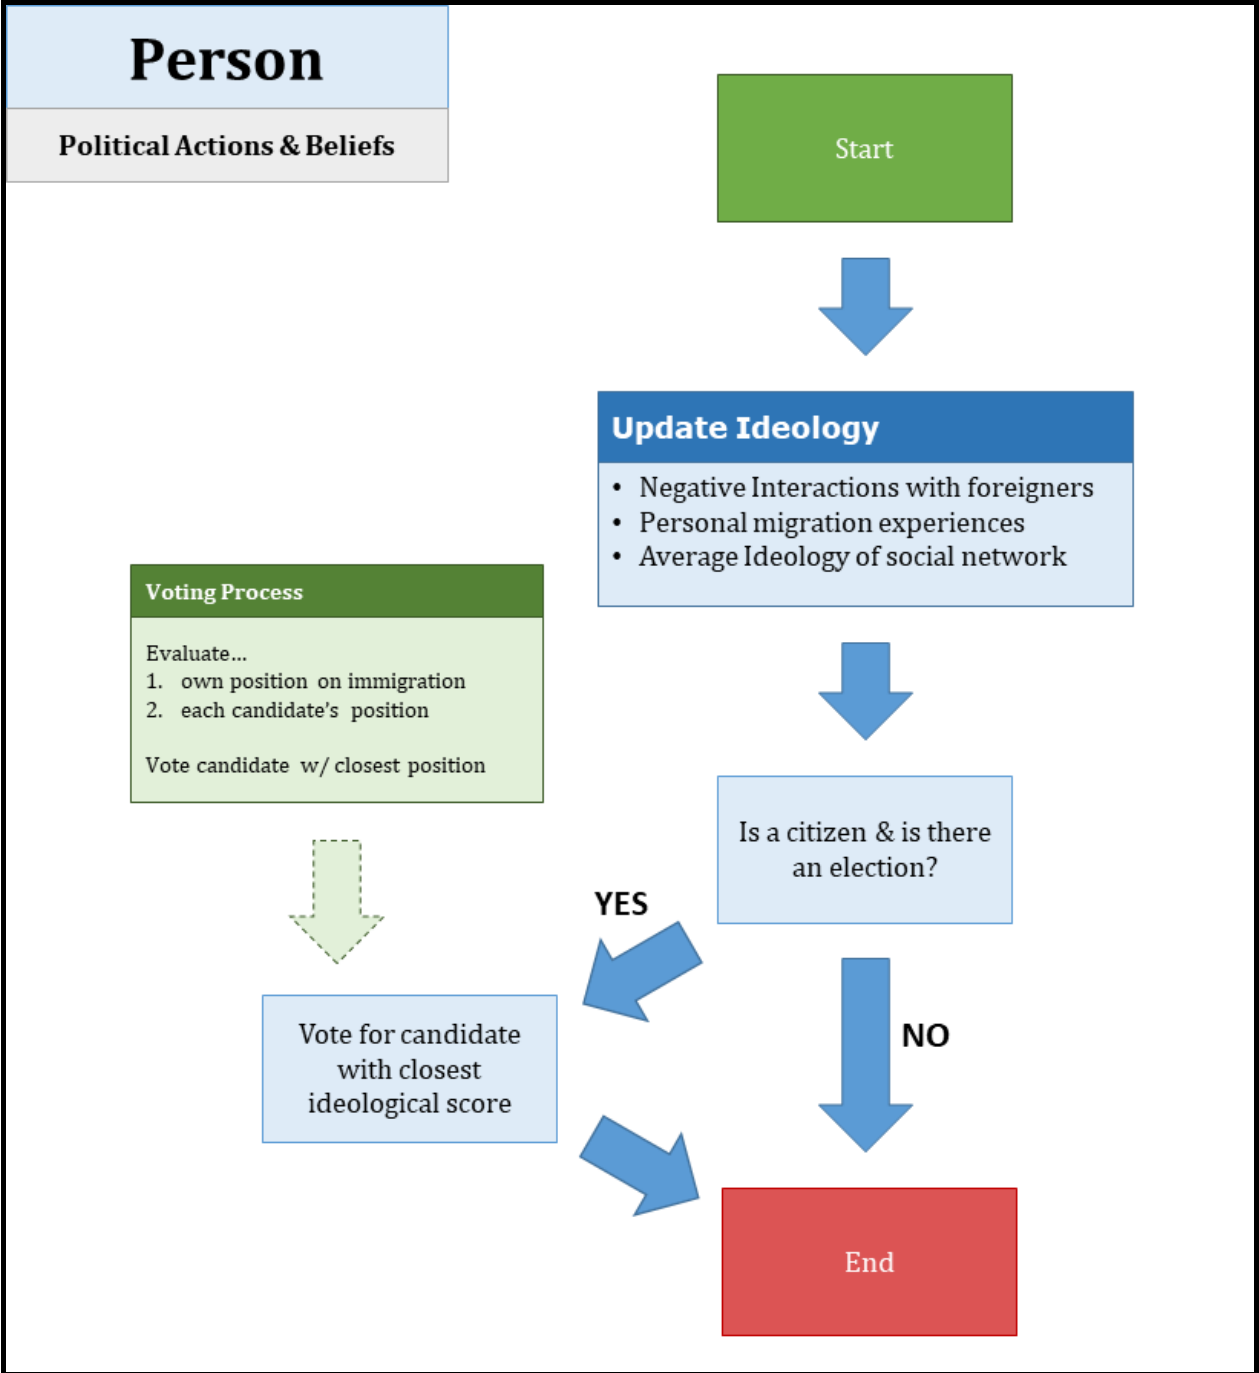 Person
Political Actions & Beliefs
Start
Update Ideology
• Negative Interactions with foreigners
• Personal migration experiences
• Average Ideology of social network
Voting Process
Evaluate...
1. own position on immigration
2. each candidate's position
Vote candidate w/ closest position
Is a citizen & is there
an election?
YES
NO
Vote for candidate
with closest
ideological score
End